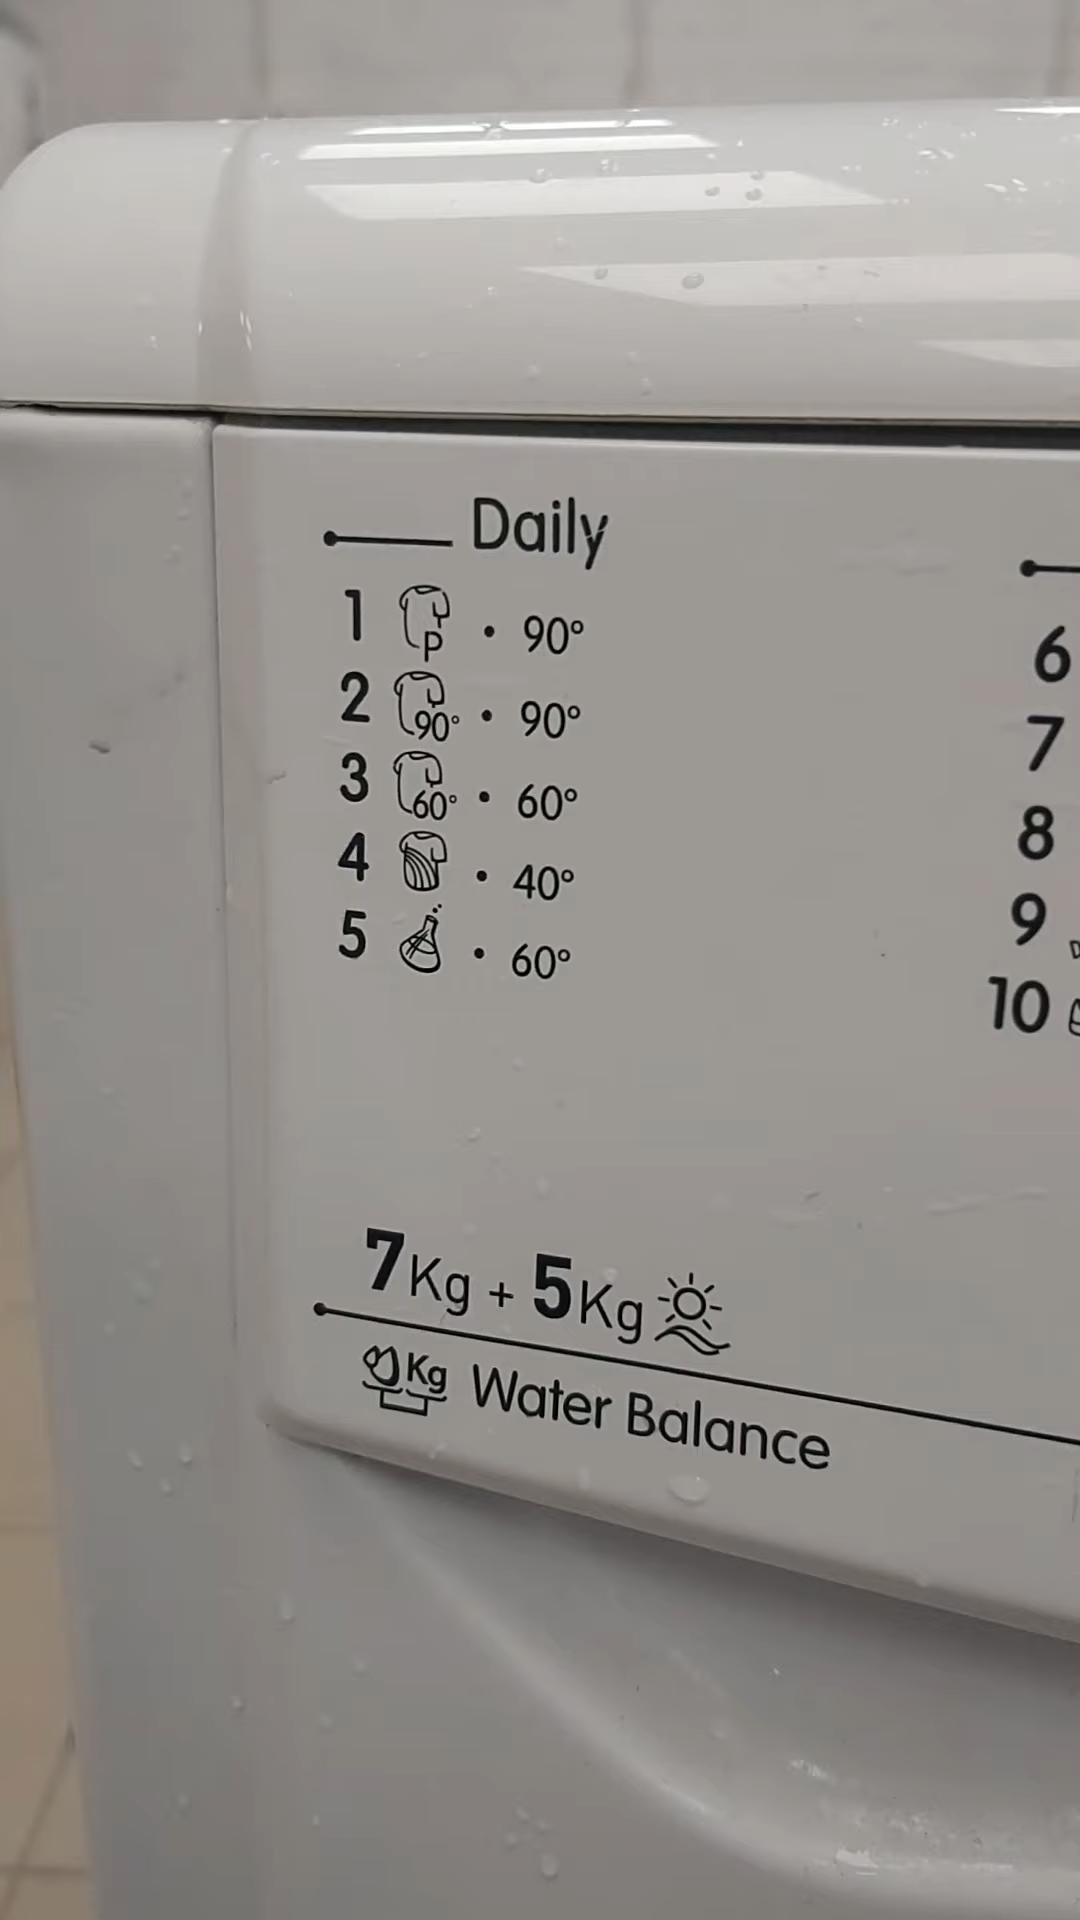 Daily
1 P • 90°
2 90° • 90°
3 60° • 60°
4 • 40°
5 • 60°
6
7
8
9
10
7Kg + 5Kg
Kg Water Balance